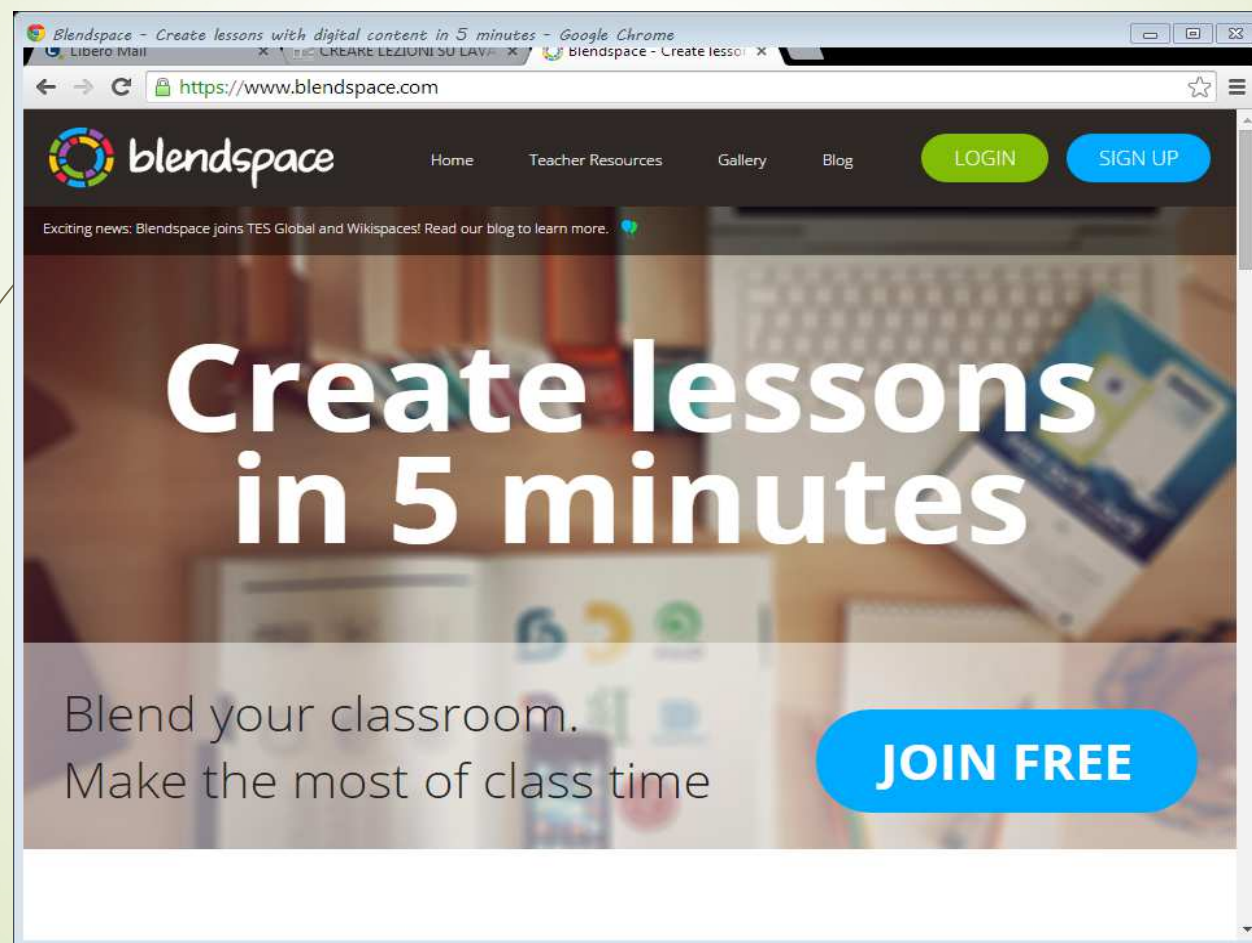 Blendspace - Create lessons with digital content in 5 minutes - Google Chrome
Libero Mail CREARE LEZIONI SU LAVA Blendspace - Create lesson
https://www.blendspace.com
blendspace Home Teacher Resources Gallery Blog LOGIN SIGN UP
Exciting news: Blendspace joins TES Global and Wikispaces! Read our blog to learn more.
Create lessons
in 5 minutes
Blend your classroom.
Make the most of class time
JOIN FREE